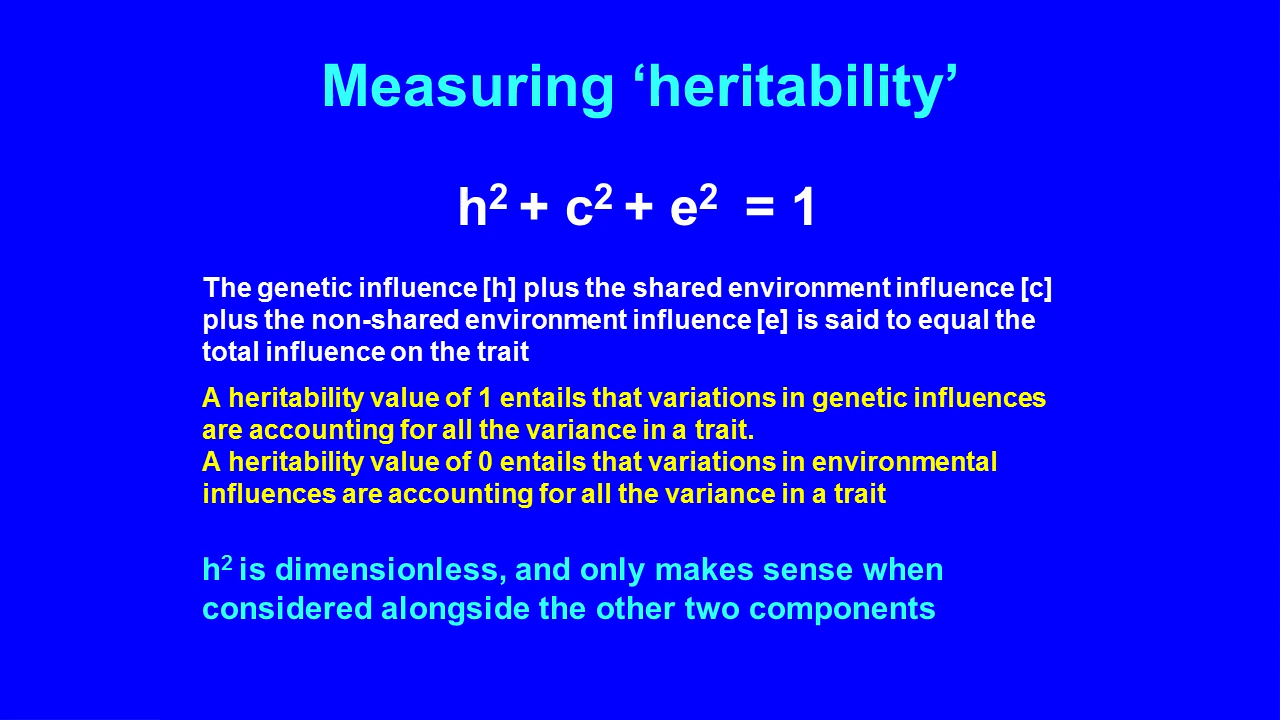 Measuring ‘heritability’
h² + c² + e² = 1
The genetic influence [h] plus the shared environment influence [c]
plus the non-shared environment influence [e] is said to equal the
total influence on the trait
A heritability value of 1 entails that variations in genetic influences
are accounting for all the variance in a trait.
A heritability value of 0 entails that variations in environmental
influences are accounting for all the variance in a trait
h² is dimensionless, and only makes sense when
considered alongside the other two components